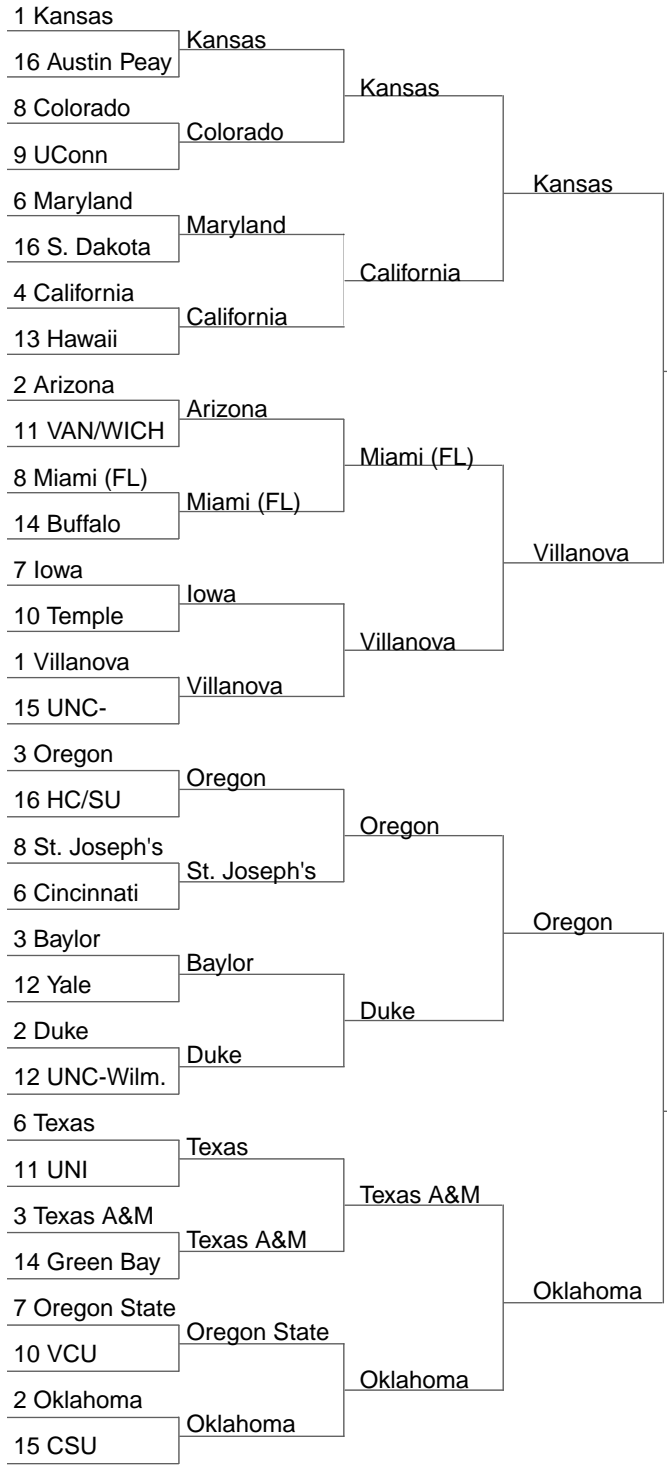 1 Kansas
16 Austin Peay
8 Colorado
9 UConn
6 Maryland
16 S. Dakota
4 California
13 Hawaii
2 Arizona
11 VAN/WICH
8 Miami (FL)
14 Buffalo
7 Iowa
10 Temple
1 Villanova
15 UNC-
3 Oregon
16 HC/SU
8 St. Joseph's
6 Cincinnati
3 Baylor
12 Yale
2 Duke
12 UNC-Wilm.
6 Texas
11 UNI
3 Texas A&M
14 Green Bay
7 Oregon State
10 VCU
2 Oklahoma
15 CSU
Kansas
Colorado
Maryland
California
Arizona
Miami (FL)
Iowa
Villanova
Oregon
St. Joseph's
Baylor
Duke
Texas
Texas A&M
Oregon State
Oklahoma
Kansas
California
Miami (FL)
Villanova
Oregon
Duke
Texas A&M
Oklahoma
Kansas
Villanova
Oregon
Oklahoma